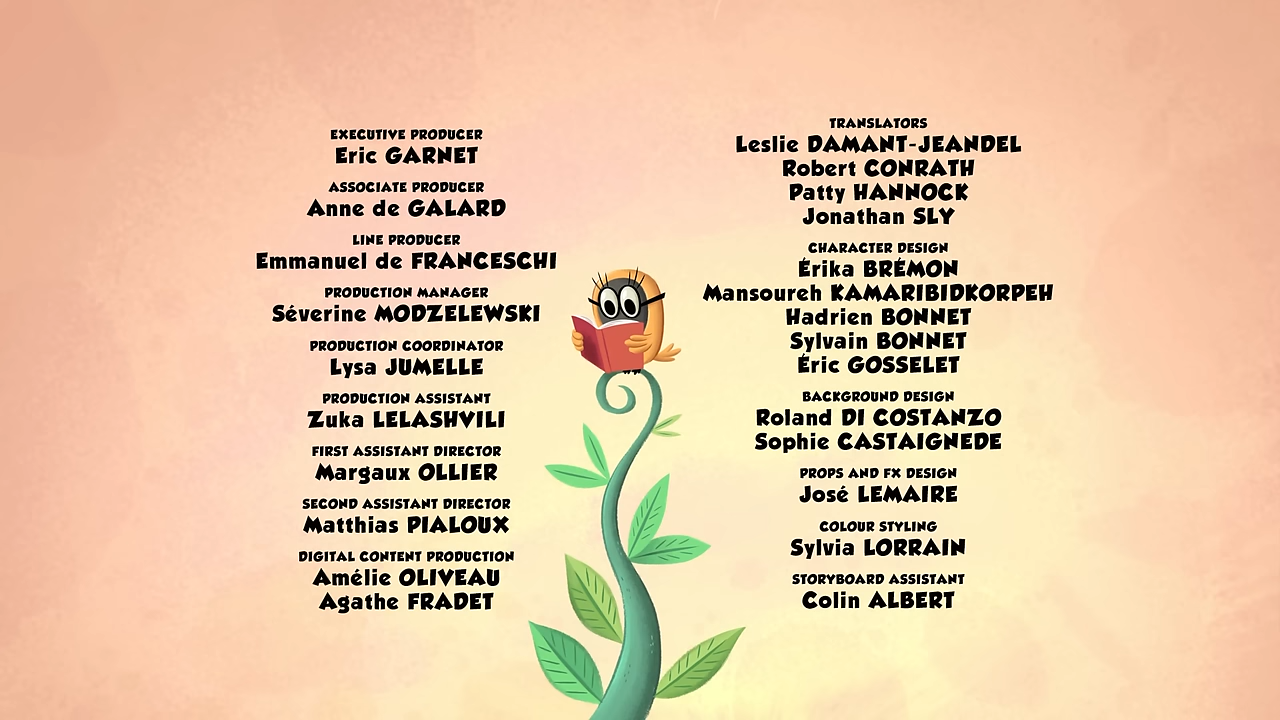 EXECUTIVE PRODUCER
Eric GARNET
ASSOCIATE PRODUCER
Anne de GALARD
LINE PRODUCER
Emmanuel de FRANCESCHI
PRODUCTION MANAGER
Séverine MODZELEWSKI
PRODUCTION COORDINATOR
Lysa JUMELLE
PRODUCTION ASSISTANT
Zuka LELASHVILI
FIRST ASSISTANT DIRECTOR
Margaux OLLIER
SECOND ASSISTANT DIRECTOR
Matthias PIALOUX
DIGITAL CONTENT PRODUCTION
Amélie OLIVEAU
Agathe FRADET
TRANSLATORS
Leslie DAMANT-JEANDEL
Robert CONRATH
Patty HANNOCK
Jonathan SLY
CHARACTER DESIGN
Érika BRÉMON
Mansoureh KAMARIBIDKORPEH
Hadrien BONNET
Sylvain BONNET
Éric GOSSELET
BACKGROUND DESIGN
Roland DI COSTANZO
Sophie CASTAIGNEDE
PROPS AND FX DESIGN
José LEMAIRE
COLOUR STYLING
Sylvia LORRAIN
STORYBOARD ASSISTANT
Colin ALBERT